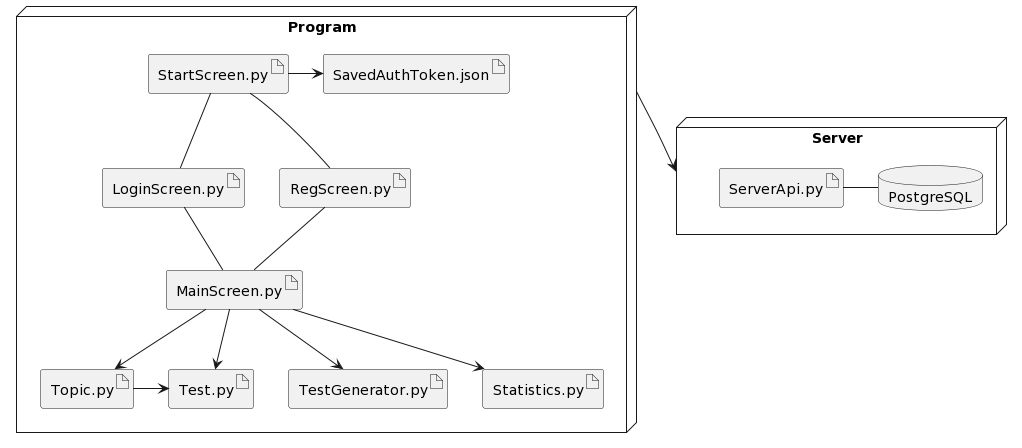 Program
StartScreen.py
SavedAuthToken.json
Server
LoginScreen.py
RegScreen.py
ServerApi.py
PostgreSQL
MainScreen.py
Topic.py
Test.py
TestGenerator.py
Statistics.py